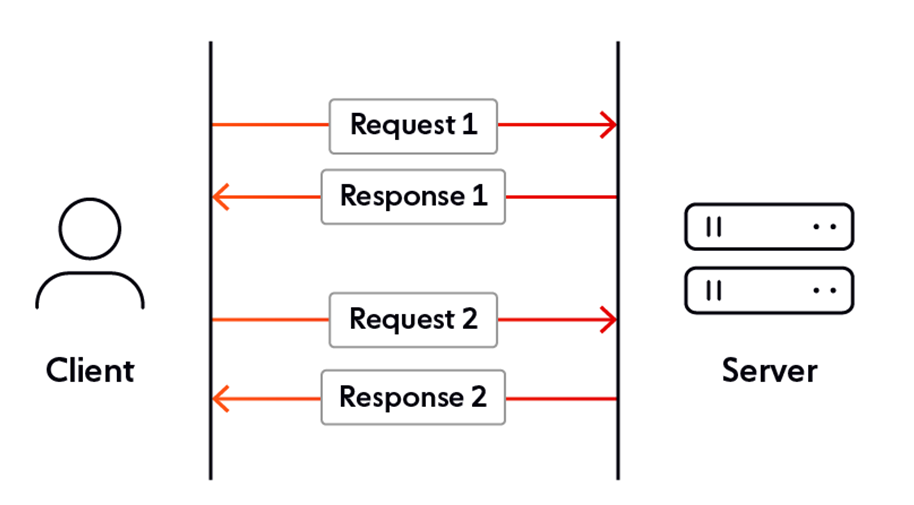 Request 1
Response 1
Request 2
Response 2
Client
Server